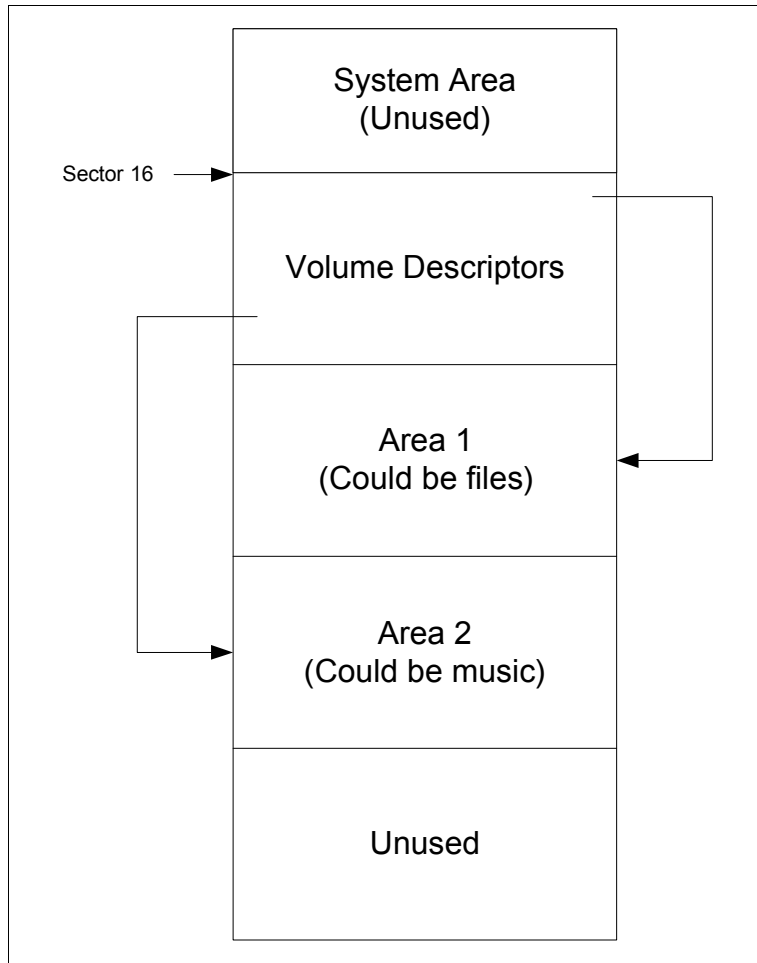 System Area
(Unused)
Sector 16
Volume Descriptors
Area 1
(Could be files)
Area 2
(Could be music)
Unused